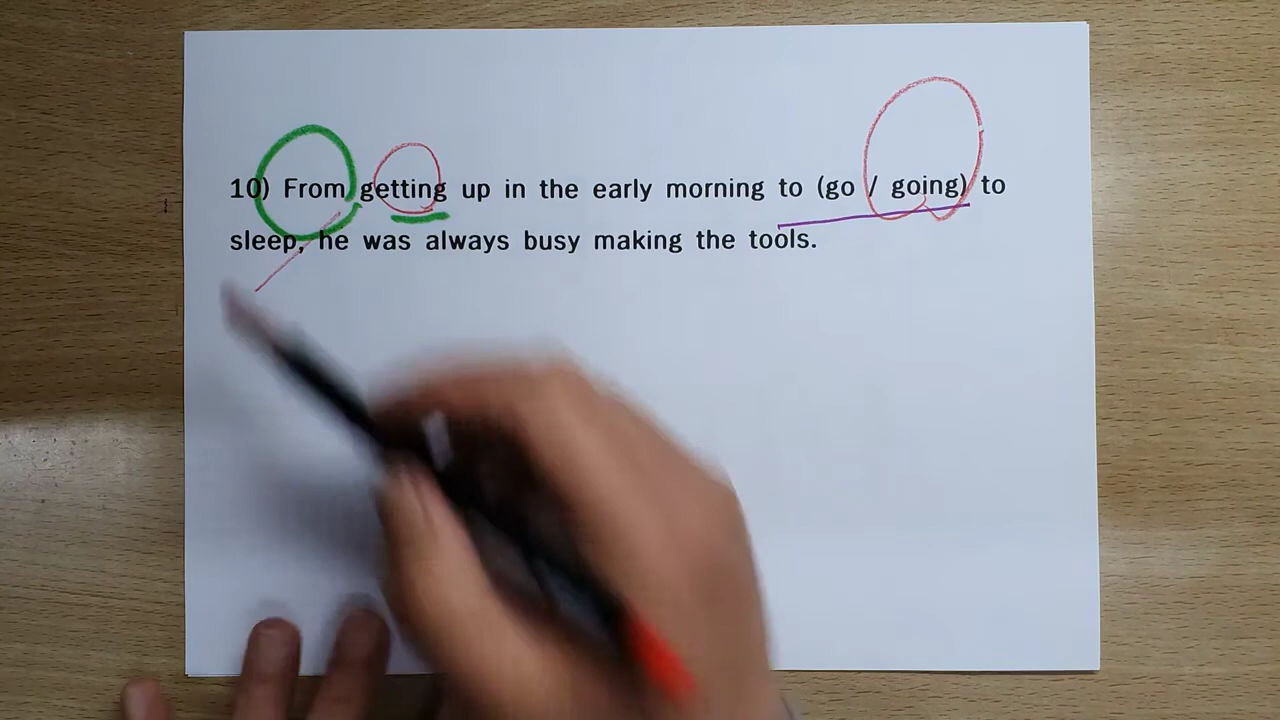 10) From getting up in the early morning to (go / going) to
sleep, he was always busy making the tools.